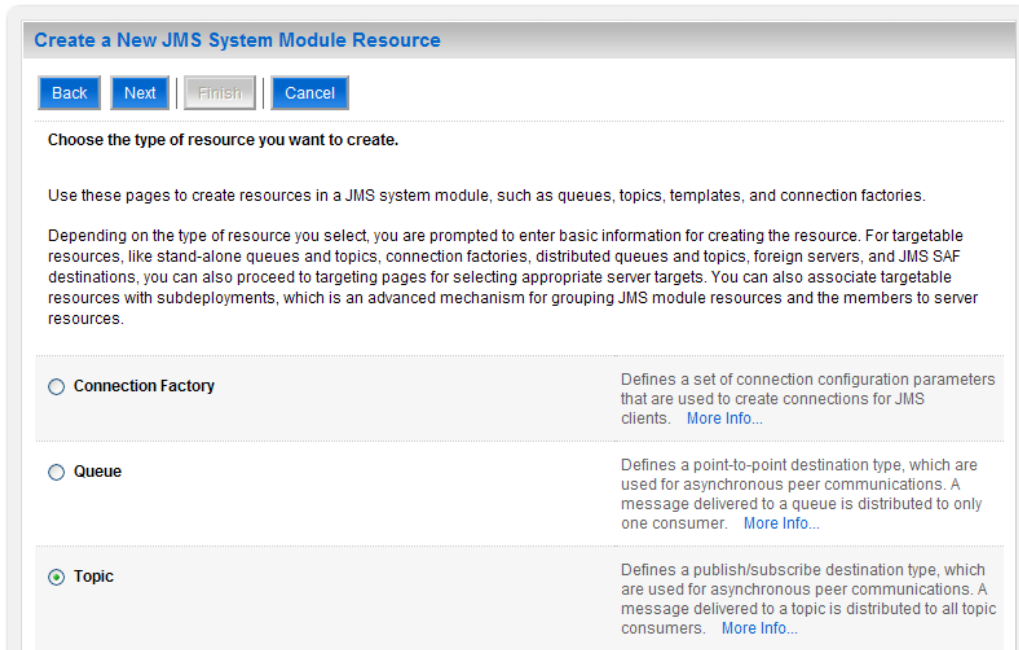 Create a New JMS System Module Resource
Back Next Finish Cancel
Choose the type of resource you want to create.
Use these pages to create resources in a JMS system module, such as queues, topics, templates, and connection factories.
Depending on the type of resource you select, you are prompted to enter basic information for creating the resource. For targetable
resources, like stand-alone queues and topics, connection factories, distributed queues and topics, foreign servers, and JMS SAF
destinations, you can also proceed to targeting pages for selecting appropriate server targets. You can also associate targetable
resources with subdeployments, which is an advanced mechanism for grouping JMS module resources and the members to server
resources.
Connection Factory
Defines a set of connection configuration parameters
that are used to create connections for JMS
clients. More Info...
Queue
Defines a point-to-point destination type, which are
used for asynchronous peer communications. A
message delivered to a queue is distributed to only
one consumer. More Info...
Topic
Defines a publish/subscribe destination type, which
are used for asynchronous peer communications. A
message delivered to a topic is distributed to all topic
consumers. More Info...